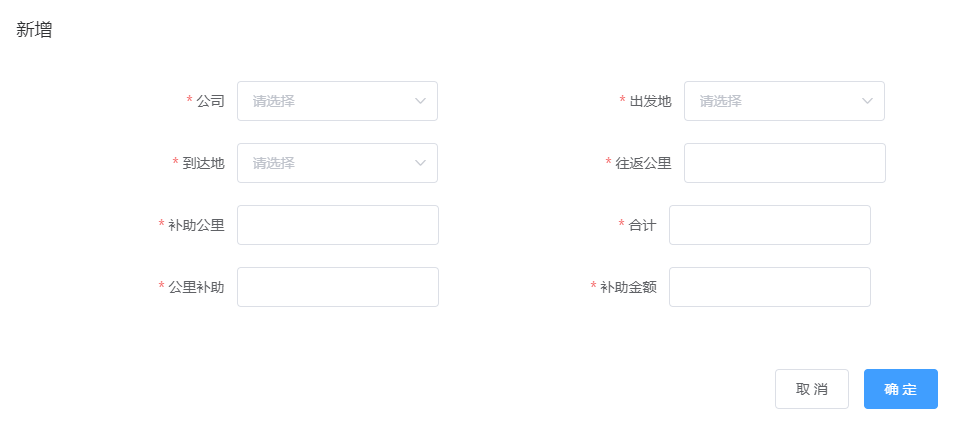 新增
* 公司 请选择 * 出发地 请选择
* 到达地 请选择 * 往返公里
* 补助公里 * 合计
* 公里补助 * 补助金额
取 消 确 定